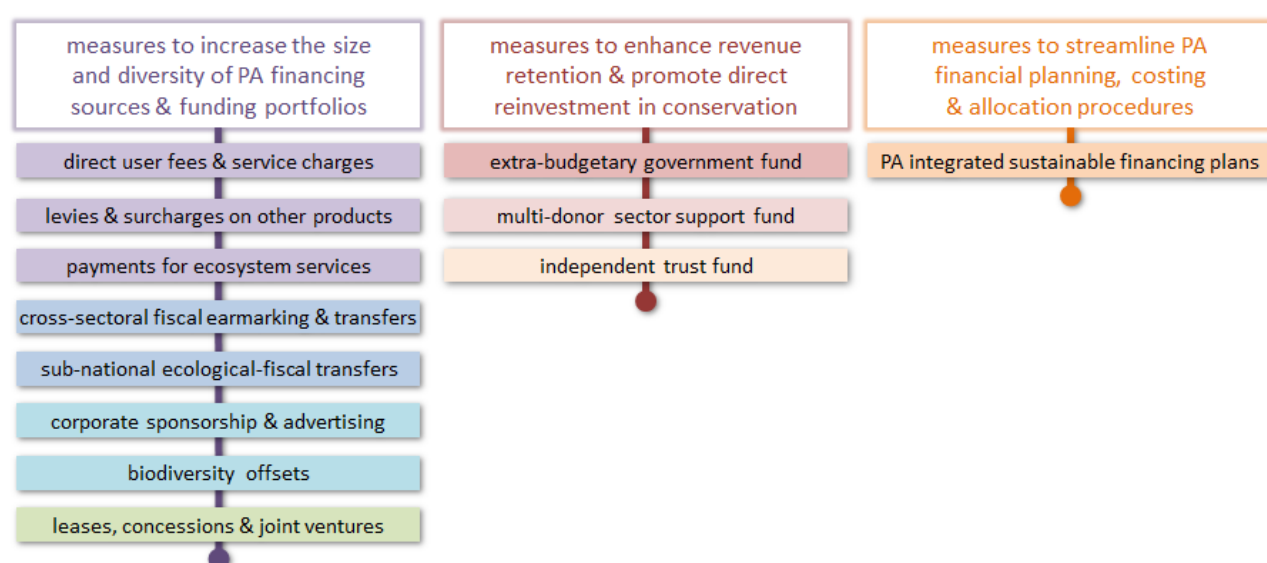 measures to increase the size
and diversity of PA financing
sources & funding portfolios
direct user fees & service charges
levies & surcharges on other products
payments for ecosystem services
cross-sectoral fiscal earmarking & transfers
sub-national ecological-fiscal transfers
corporate sponsorship & advertising
biodiversity offsets
leases, concessions & joint ventures
measures to enhance revenue
retention & promote direct
reinvestment in conservation
extra-budgetary government fund
multi-donor sector support fund
independent trust fund
measures to streamline PA
financial planning, costing
& allocation procedures
PA integrated sustainable financing plans